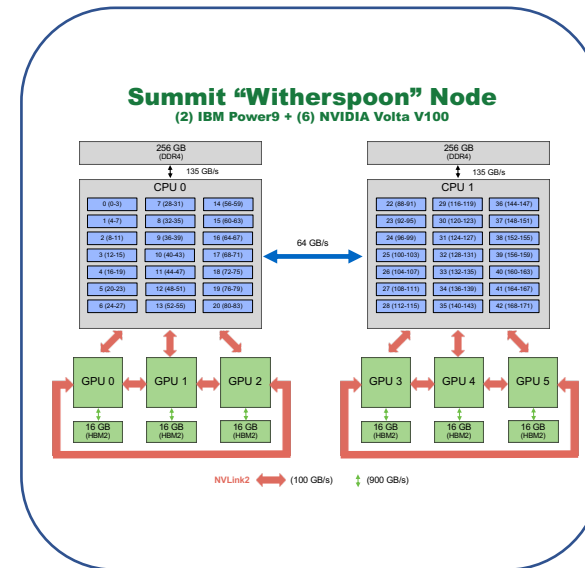 Summit “Witherspoon” Node
(2) IBM Power9 + (6) NVIDIA Volta V100
256 GB
(DDR4)
135 GB/s
CPU 0
0 (0-3) 7 (28-31) 14 (56-59)
1 (4-7) 8 (32-35) 15 (60-63)
2 (8-11) 9 (36-39) 16 (64-67)
3 (12-15) 10 (40-43) 17 (68-71)
4 (16-19) 11 (44-47) 18 (72-75)
5 (20-23) 12 (48-51) 19 (76-79)
6 (24-27) 13 (52-55) 20 (80-83)
64 GB/s
256 GB
(DDR4)
135 GB/s
CPU 1
22 (88-91) 29 (116-119) 36 (144-147)
23 (92-95) 30 (120-123) 37 (148-151)
24 (96-99) 31 (124-127) 38 (152-155)
25 (100-103) 32 (128-131) 39 (156-159)
26 (104-107) 33 (132-135) 40 (160-163)
27 (108-111) 34 (136-139) 41 (164-167)
28 (112-115) 35 (140-143) 42 (168-171)
GPU 0 GPU 1 GPU 2
16 GB
(HBM2)
16 GB
(HBM2)
16 GB
(HBM2)
GPU 3 GPU 4 GPU 5
16 GB
(HBM2)
16 GB
(HBM2)
16 GB
(HBM2)
NVLink2 (100 GB/s) (900 GB/s)